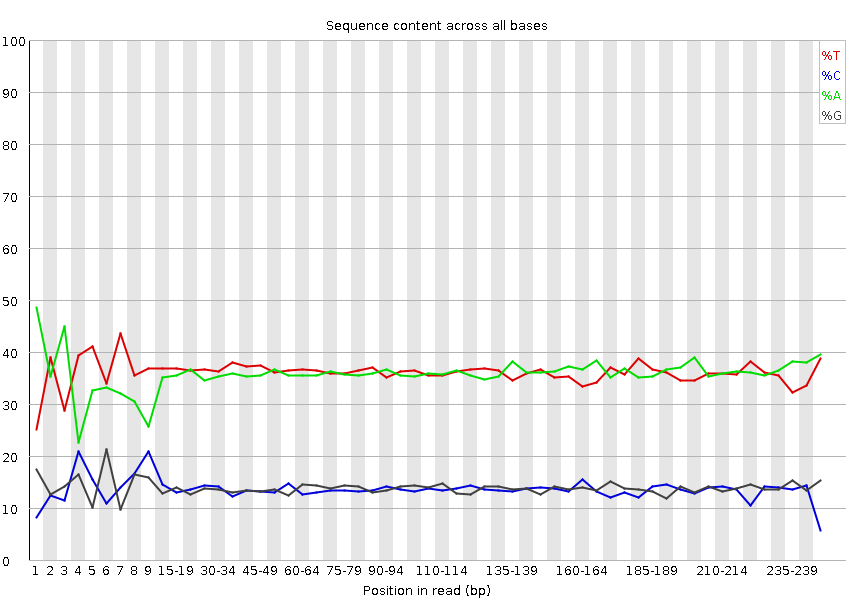 Sequence content across all bases
100
90
80
70
60
50
40
30
20
10
0
%T
%C
%A
%G
1 2 3 4 5 6 7 8 9 15-19 30-34 45-49 60-64 75-79 90-94 110-114 135-139 160-164 185-189 210-214 235-239
Position in read (bp)